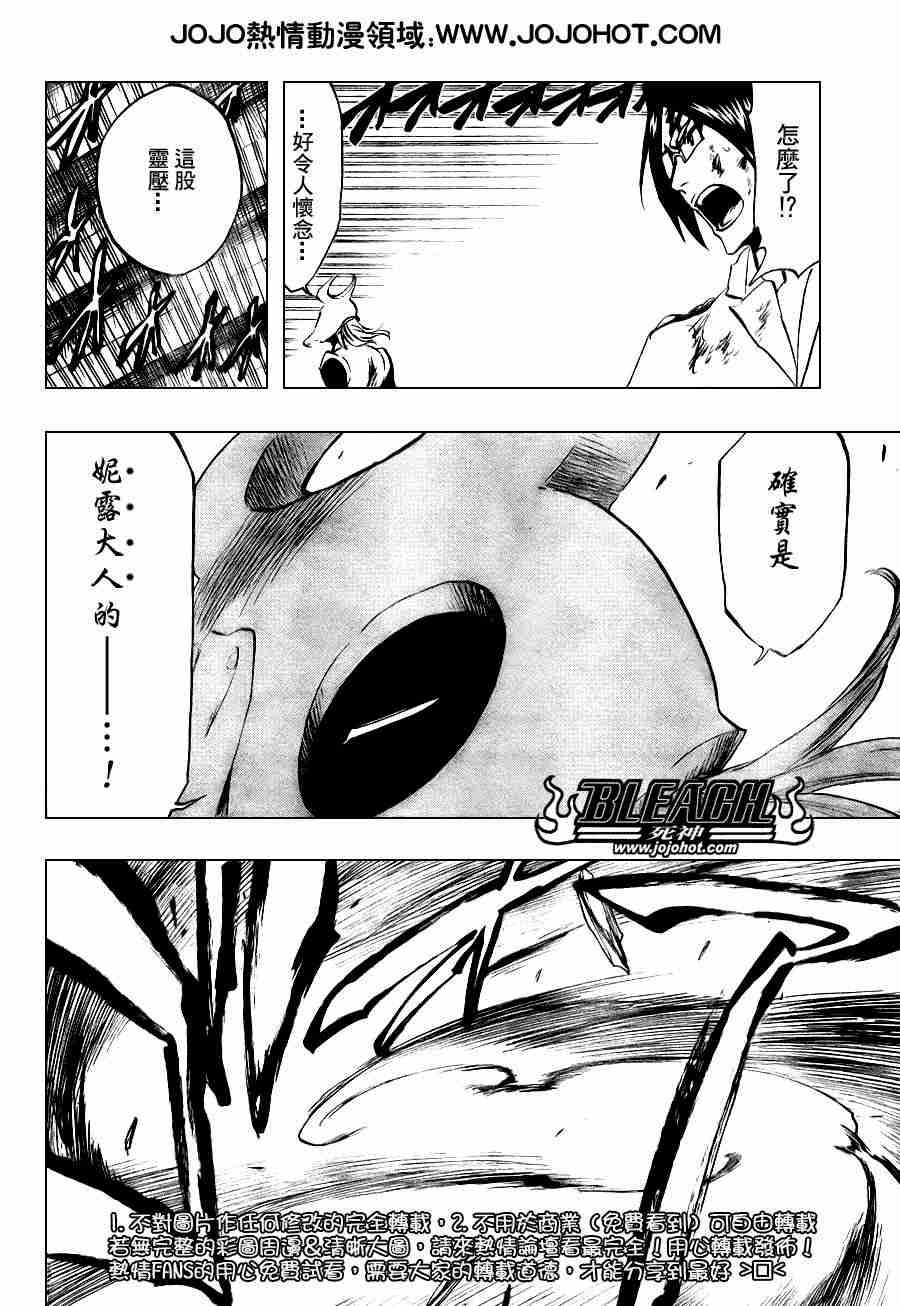 JOJO熱情動漫領域:WWW.JOJOHOT.COM
怎麼了!?
…好令人懷念…
這股
靈壓…
確實是
妮露大人的——…!
BLEACH
死神
www.jojohot.com
1. 不對圖片作任何修改的完全轉載，2. 不用於商業（免費看到）可自由轉載
若無完整的彩圖周漫&清晰大圖，請來熱情論壇看最完全！用心轉載發佈！
熱情FANS的用心免費試看，需要大家的轉載道德，才能分享到最好 >口<